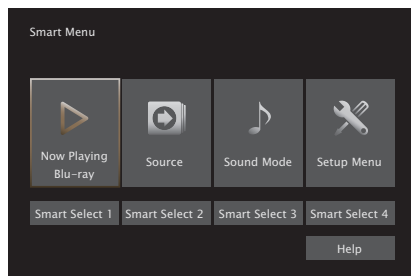 Smart Menu
Now Playing
Blu-ray
Source
Sound Mode
Setup Menu
Smart Select 1
Smart Select 2
Smart Select 3
Smart Select 4
Help